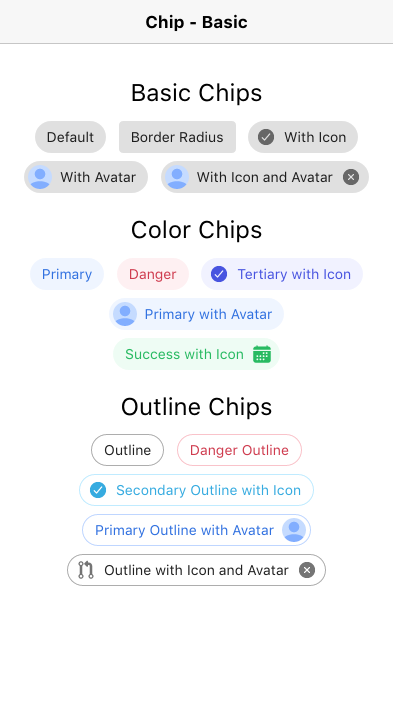 Chip - Basic
Basic Chips
Default Border Radius With Icon
With Avatar With Icon and Avatar
Color Chips
Primary Danger Tertiary with Icon
Primary with Avatar
Success with Icon
Outline Chips
Outline Danger Outline
Secondary Outline with Icon
Primary Outline with Avatar
Outline with Icon and Avatar